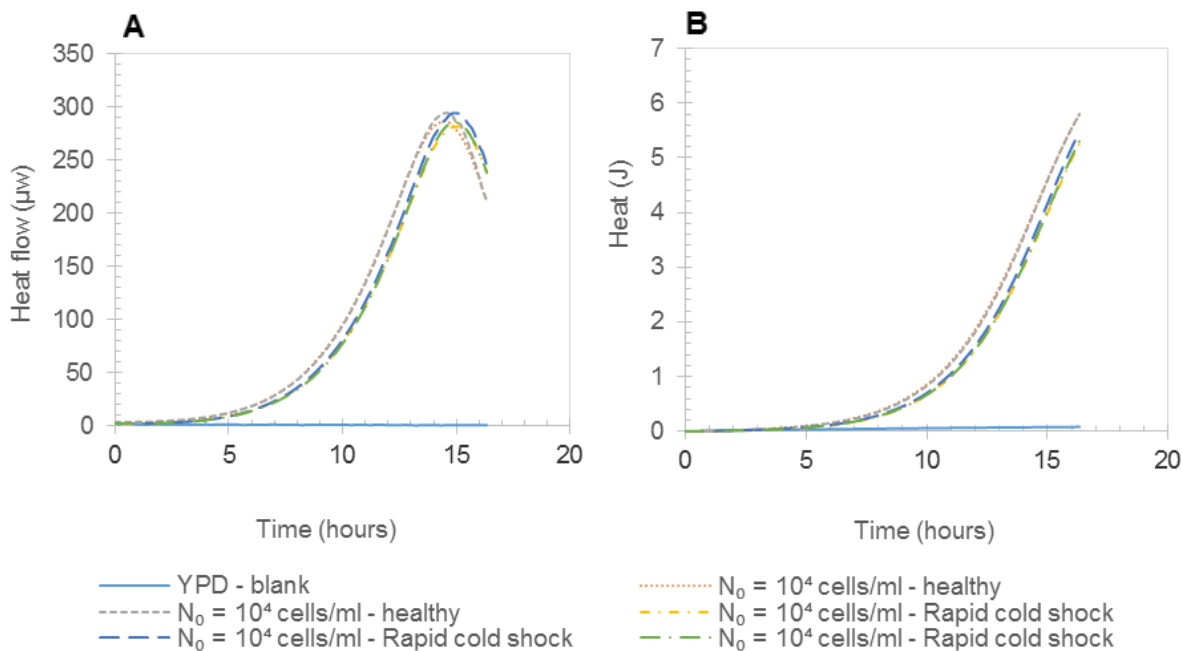 A
350
300
250
200
150
100
50
0
Heat flow (µw)
0 5 10 15 20
Time (hours)
B
7
6
5
4
3
2
1
0
Heat (J)
0 5 10 15 20
Time (hours)
YPD - blank
N₀ = 10⁴ cells/ml - healthy
N₀ = 10⁴ cells/ml - Rapid cold shock
N₀ = 10⁴ cells/ml - healthy
N₀ = 10⁴ cells/ml - Rapid cold shock
N₀ = 10⁴ cells/ml - Rapid cold shock